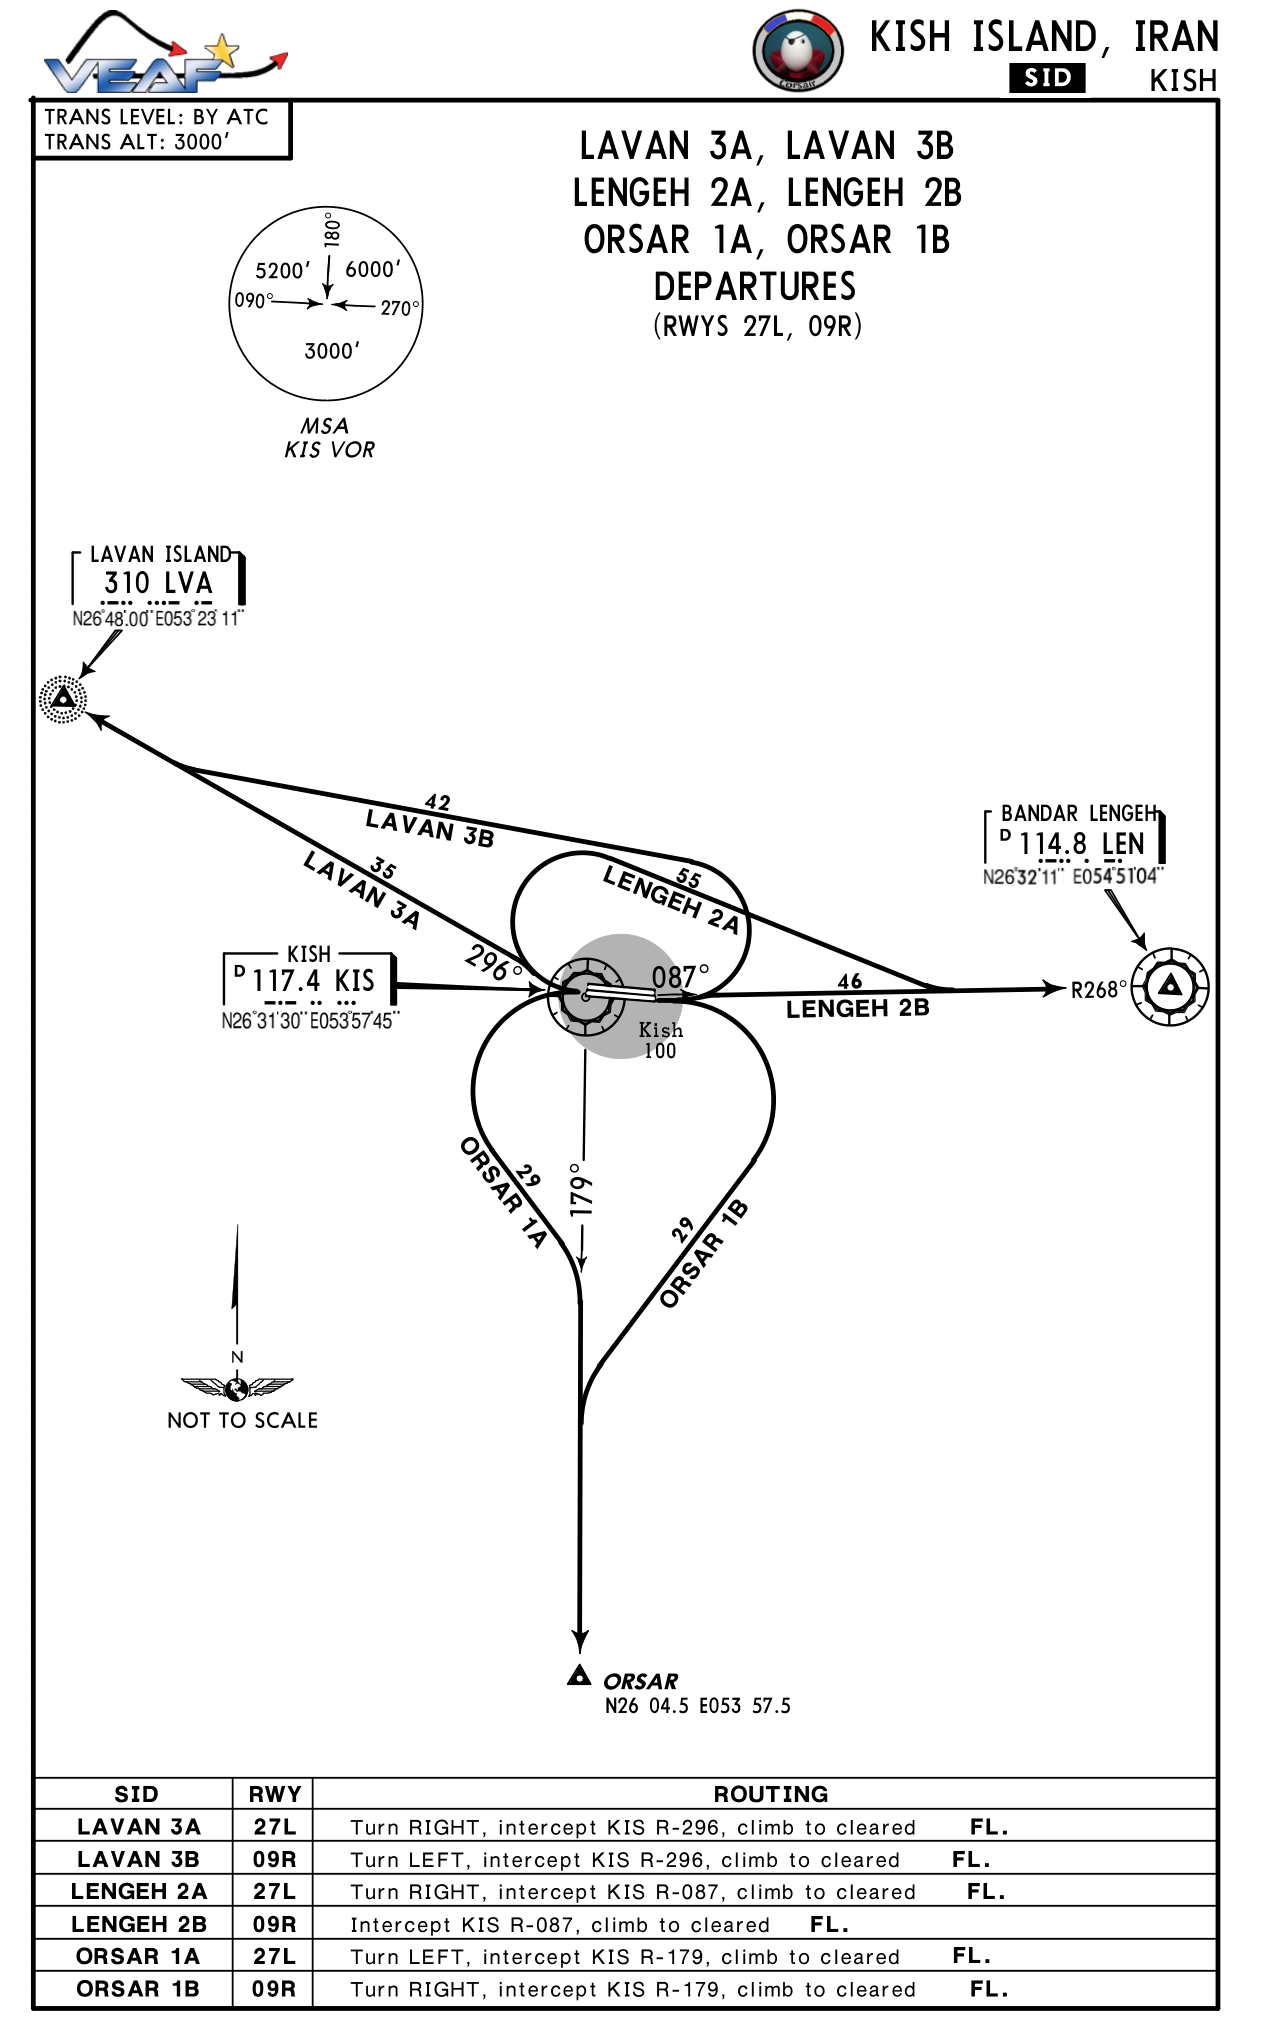 VEAF
Corsair
KISH ISLAND, IRAN
SID KISH
TRANS LEVEL: BY ATC
TRANS ALT: 3000'
LAVAN 3A, LAVAN 3B
LENGEH 2A, LENGEH 2B
ORSAR 1A, ORSAR 1B
DEPARTURES
(RWYS 27L, 09R)
180°
5200' 6000'
090° 270°
3000'
MSA
KIS VOR
LAVAN ISLAND
310 LVA
N26°48'.00" E053° 23' 11"
42
LAVAN 3B
35
LAVAN 3A
55
LENGEH 2A
BANDAR LENGEH
D 114.8 LEN
N26°32'11" E054°51'04"
KISH
D 117.4 KIS
N26°31'30" E053°57'45"
296°
087°
46
LENGEH 2B
R268°
Kish
100
29
ORSAR 1A
179°
29
ORSAR 1B
N
NOT TO SCALE
ORSAR
N26 04.5 E053 57.5
SID RWY ROUTING
LAVAN 3A 27L Turn RIGHT, intercept KIS R-296, climb to cleared FL.
LAVAN 3B 09R Turn LEFT, intercept KIS R-296, climb to cleared FL.
LENGEH 2A 27L Turn RIGHT, intercept KIS R-087, climb to cleared FL.
LENGEH 2B 09R Intercept KIS R-087, climb to cleared FL.
ORSAR 1A 27L Turn LEFT, intercept KIS R-179, climb to cleared FL.
ORSAR 1B 09R Turn RIGHT, intercept KIS R-179, climb to cleared FL.